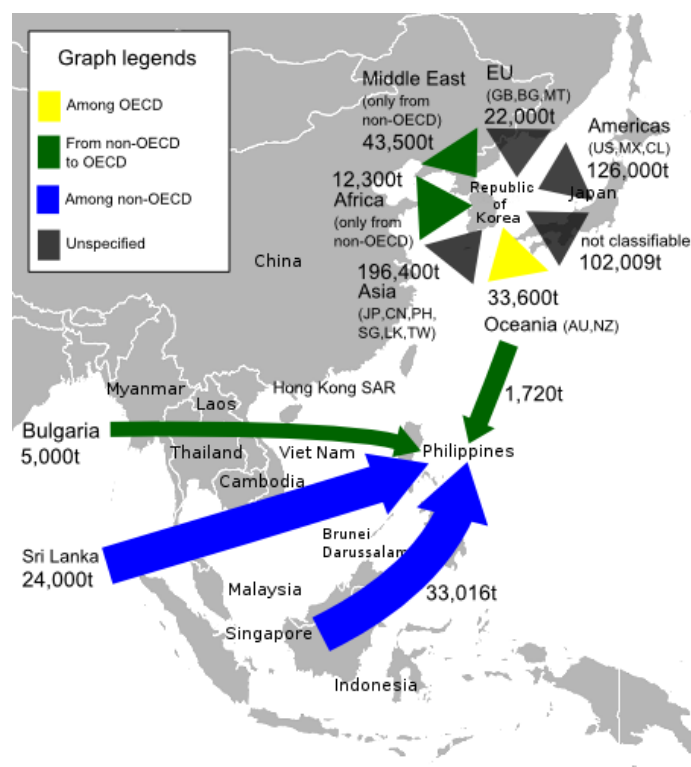 Graph legends
Among OECD
From non-OECD
to OECD
Among non-OECD
Unspecified
Middle East
(only from
non-OECD)
43,500t
EU
(GB,BG,MT)
22,000t
Americas
(US,MX,CL)
126,000t
12,300t
Africa
(only from
non-OECD)
Republic
of
Korea
Japan
not classifiable
102,009t
196,400t
Asia
(JP,CN,PH,
SG,LK,TW)
33,600t
Oceania (AU,NZ)
China
1,720t
Hong Kong SAR
Myanmar
Laos
Bulgaria
5,000t
Thailand
Viet Nam
Philippines
Cambodia
Sri Lanka
24,000t
Brunei
Darussalam
Malaysia
33,016t
Singapore
Indonesia